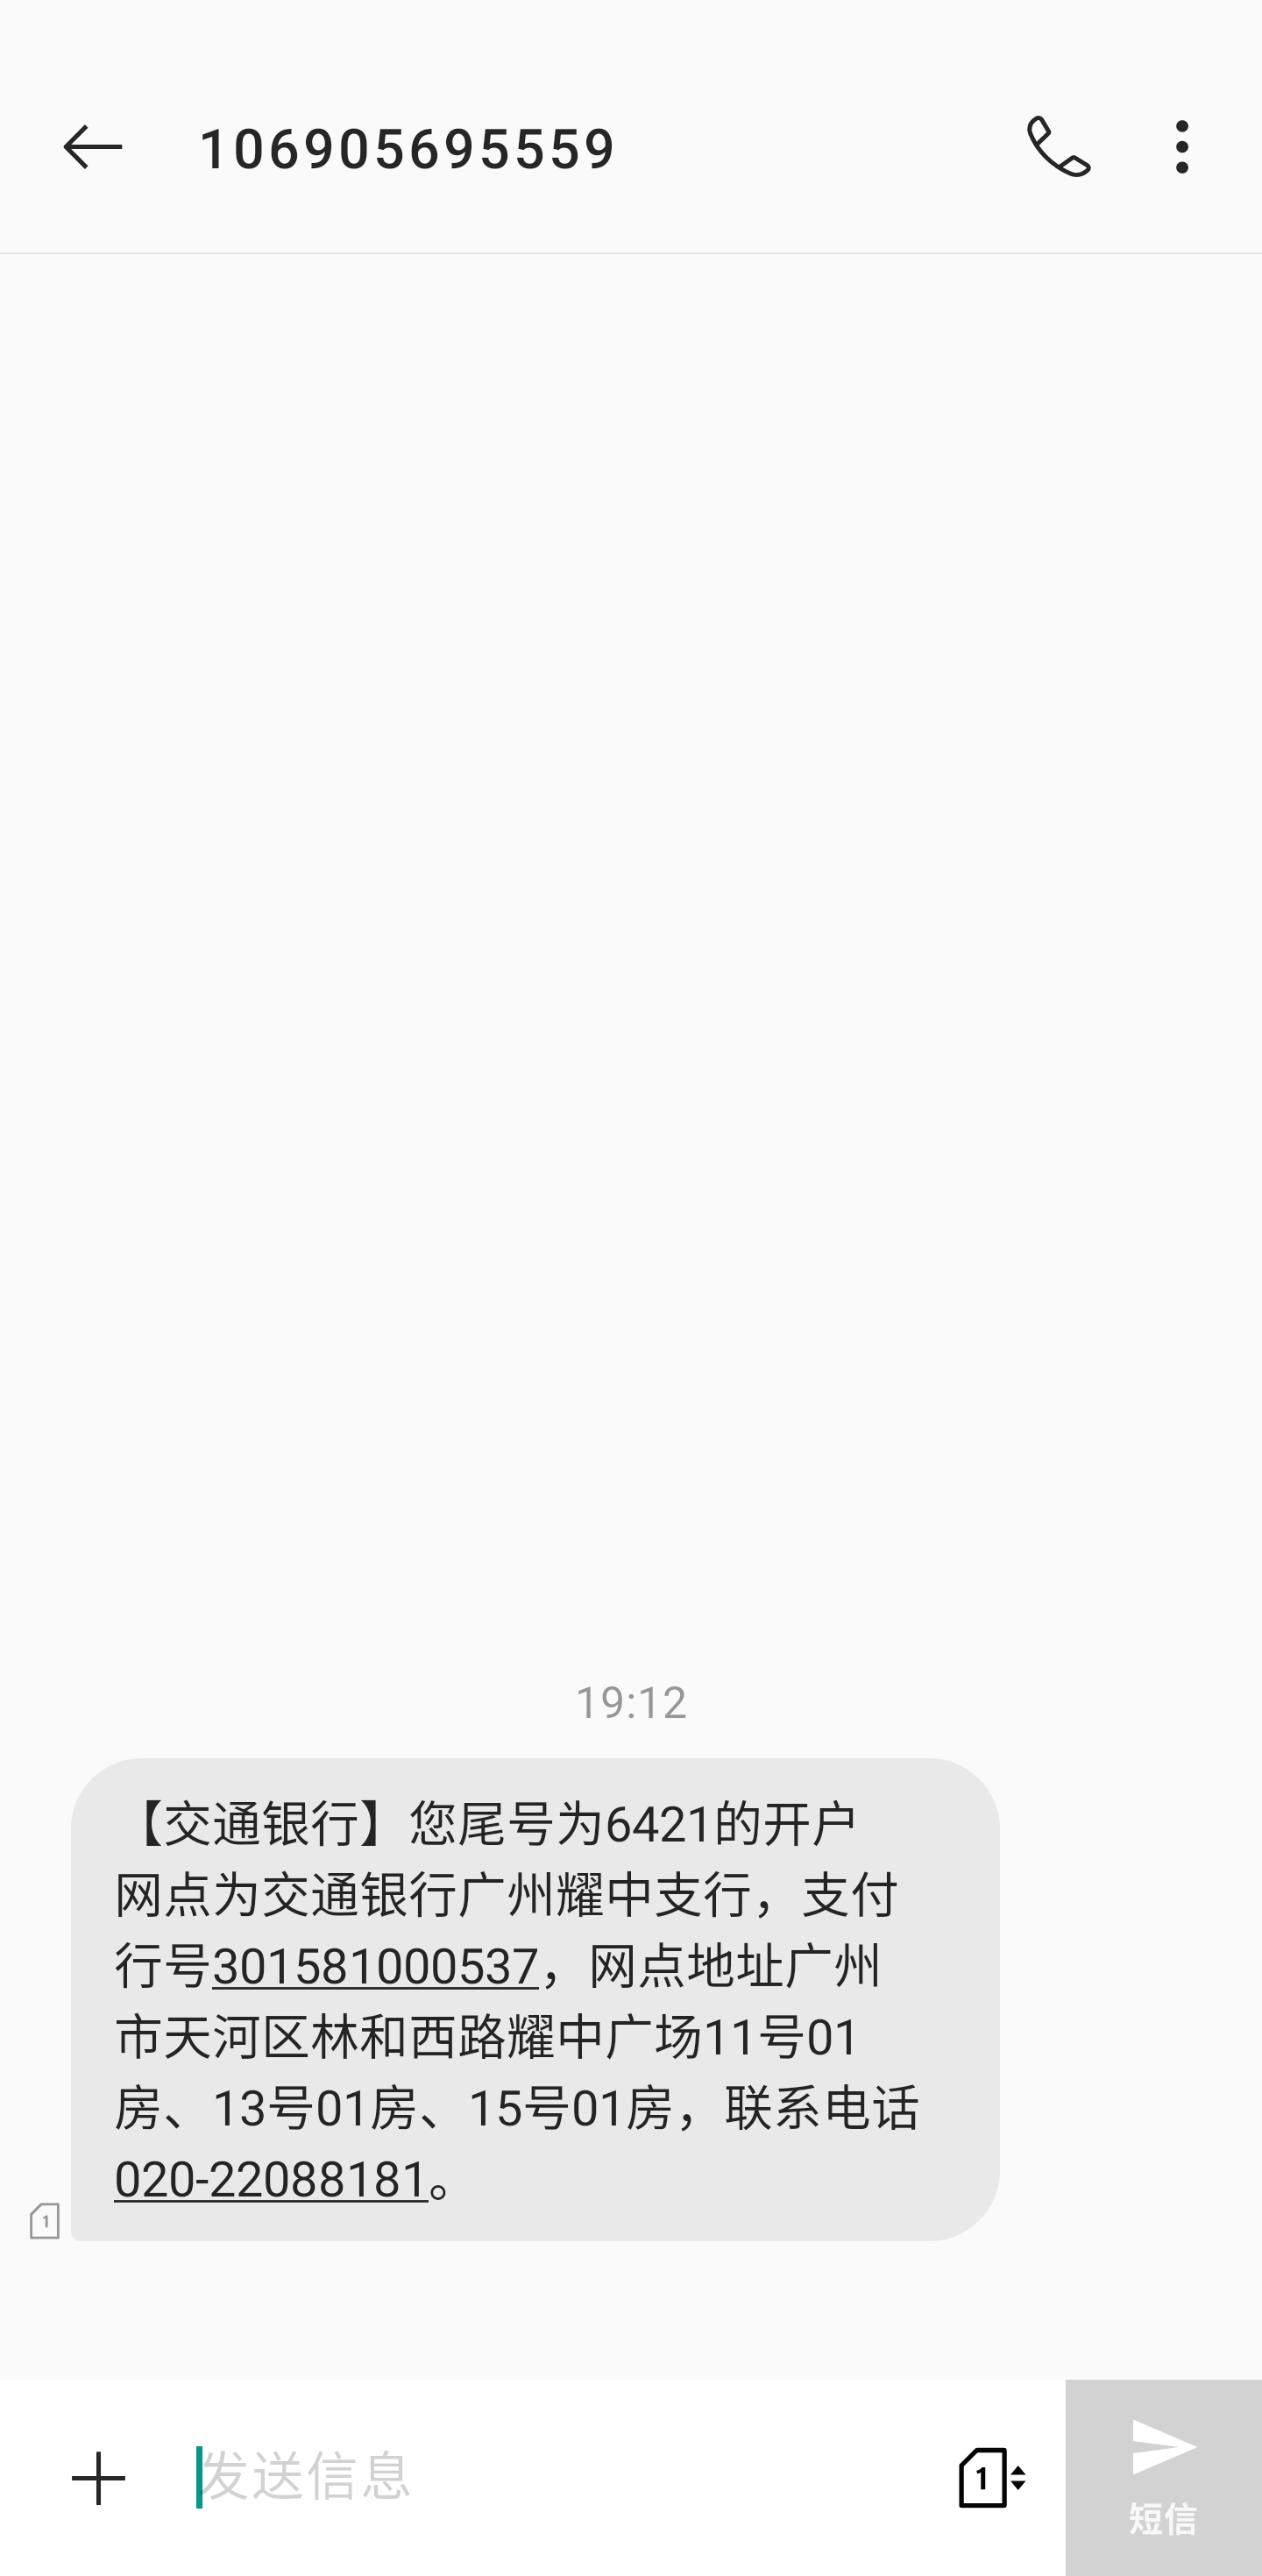 106905695559
19:12
【交通银行】您尾号为6421的开户
网点为交通银行广州耀中支行，支付
行号301581000537，网点地址广州
市天河区林和西路耀中广场11号01
房、13号01房、15号01房，联系电话
020-22088181。
1
发送信息
1
短信